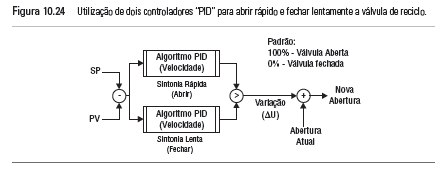 Figura 10.24 Utilização de dois controladores “PID” para abrir rápido e fechar lentamente a válvula de reciclo.
Padrão:
100% - Válvula Aberta
0% - Válvula fechada
SP
PV
-
Algoritmo PID
(Velocidade)
Sintonia Rápida
(Abrir)
Algoritmo PID
(Velocidade)
Sintonia Lenta
(Fechar)
>
Variação
(ΔU)
+
Nova
Abertura
Abertura
Atual